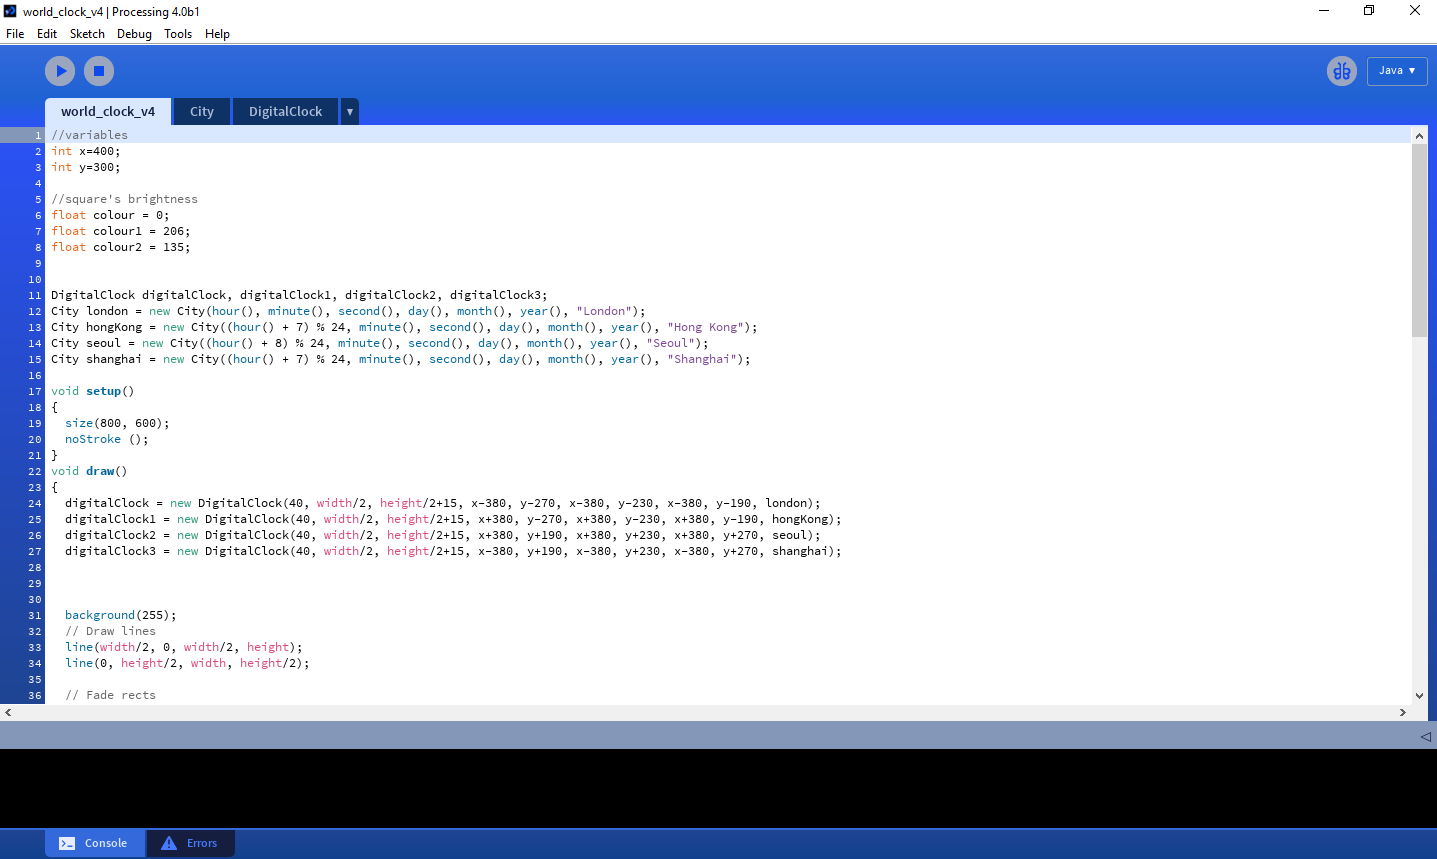 world_clock_v4 | Processing 4.0b1
File Edit Sketch Debug Tools Help
Java ▼
world_clock_v4 City DigitalClock ▼
1 //variables
2 int x=400;
3 int y=300;
4
5 //square's brightness
6 float colour = 0;
7 float colour1 = 206;
8 float colour2 = 135;
9
10
11 DigitalClock digitalClock, digitalClock1, digitalClock2, digitalClock3;
12 City london = new City(hour(), minute(), second(), day(), month(), year(), "London");
13 City hongKong = new City((hour() + 7) % 24, minute(), second(), day(), month(), year(), "Hong Kong");
14 City seoul = new City((hour() + 8) % 24, minute(), second(), day(), month(), year(), "Seoul");
15 City shanghai = new City((hour() + 7) % 24, minute(), second(), day(), month(), year(), "Shanghai");
16
17 void setup()
18 {
19   size(800, 600);
20   noStroke ();
21 }
22 void draw()
23 {
24   digitalClock = new DigitalClock(40, width/2, height/2+15, x-380, y-270, x-380, y-230, x-380, y-190, london);
25   digitalClock1 = new DigitalClock(40, width/2, height/2+15, x+380, y-270, x+380, y-230, x+380, y-190, hongKong);
26   digitalClock2 = new DigitalClock(40, width/2, height/2+15, x+380, y+190, x+380, y+230, x+380, y+270, seoul);
27   digitalClock3 = new DigitalClock(40, width/2, height/2+15, x-380, y+190, x-380, y+230, x-380, y+270, shanghai);
28
29
30
31   background(255);
32   // Draw lines
33   line(width/2, 0, width/2, height);
34   line(0, height/2, width, height/2);
35
36   // Fade rects
Console Errors